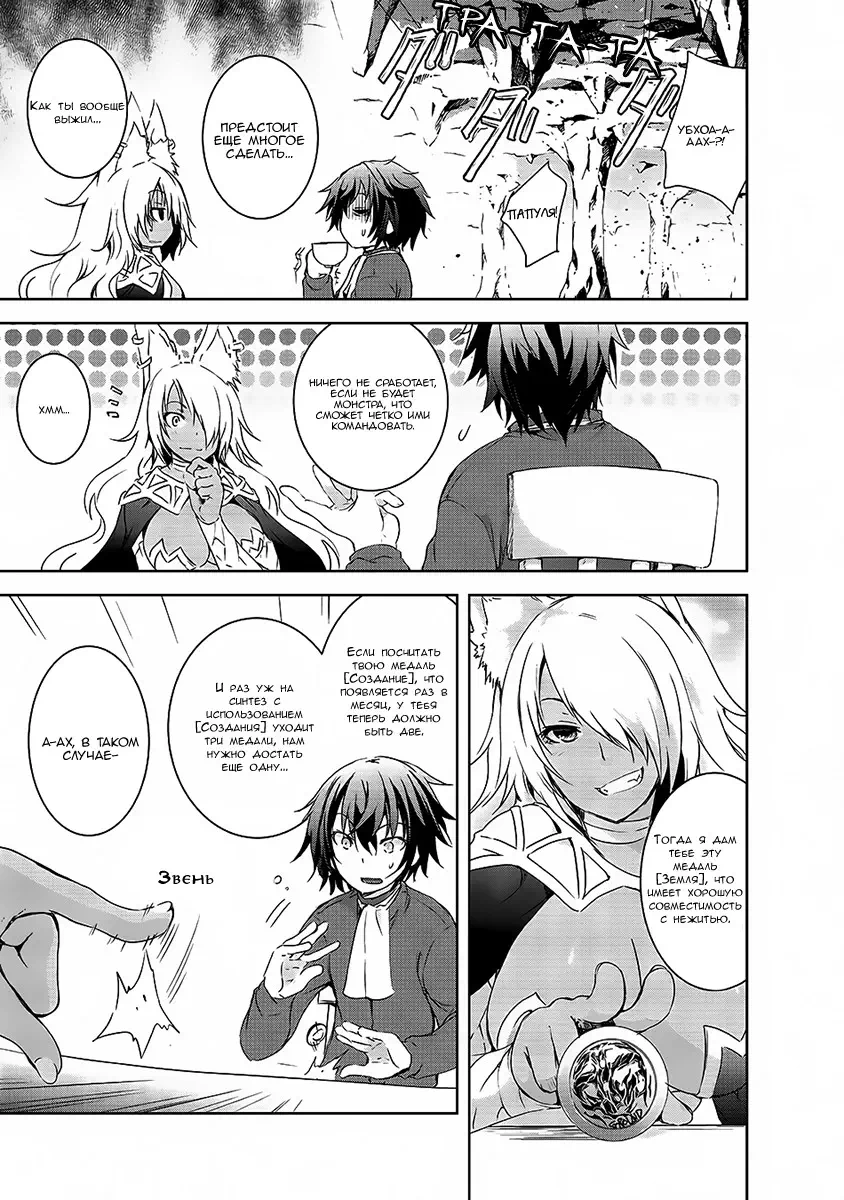 ТРА-ТА-ТА
УБХОА-А-
ААХ-?!
ПАПУЛЯ!
ПРЕДСТОИТ
ЕЩЕ МНОГОЕ
СДЕЛАТЬ...
КАК ТЫ ВООБЩЕ
ВЫЖИЛ...
НИЧЕГО НЕ СРАБОТАЕТ,
ЕСЛИ НЕ БУДЕТ
МОНСТРА, ЧТО
СМОЖЕТ ЧЕТКО ИМИ
КОМАНДОВАТЬ.
ХММ...
ТОГДА Я ДАМ
ТЕБЕ ЭТУ
МЕДАЛЬ
[ЗЕМЛЯ], ЧТО
ИМЕЕТ ХОРОШУЮ
СОВМЕСТИМОСТЬ
С НЕЖИТЬЮ.
ЕСЛИ ПОСЧИТАТЬ
ТВОЮ МЕДАЛЬ
[СОЗДАНИЕ], ЧТО
ПОЯВЛЯЕТСЯ РАЗ В
МЕСЯЦ, У ТЕБЯ
ТЕПЕРЬ ДОЛЖНО
БЫТЬ ДВЕ.
И РАЗ УЖ НА
СИНТЕЗ С
ИСПОЛЬЗОВАНИЕМ
[СОЗДАНИЯ] УХОДИТ
ТРИ МЕДАЛИ, НАМ
НУЖНО ДОСТАТЬ
ЕЩЕ ОДНУ...
А-АХ, В ТАКОМ
СЛУЧАЕ-
ЗВЕНЬ